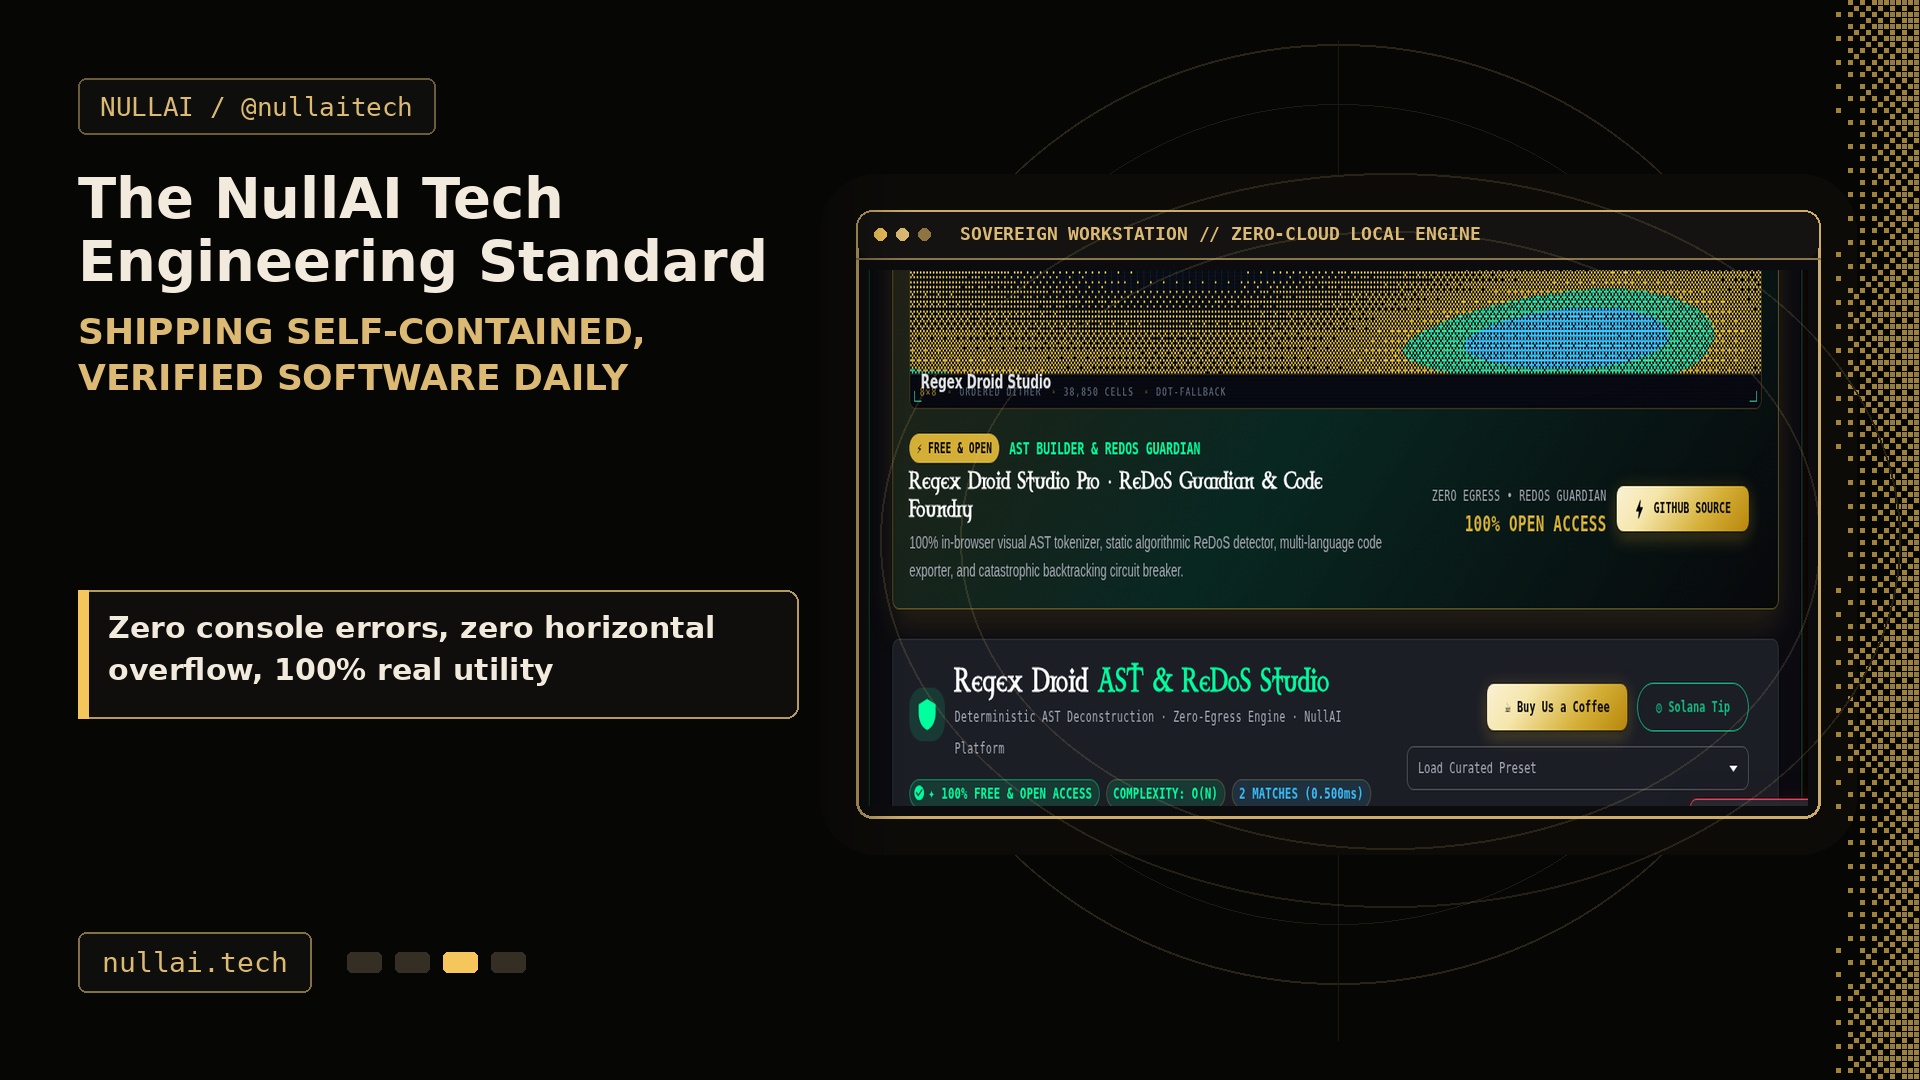 NULLAI / @nullaitech
The NullAI Tech
Engineering Standard
SHIPPING SELF-CONTAINED,
VERIFIED SOFTWARE DAILY
Zero console errors, zero horizontal
overflow, 100% real utility
nullai.tech
SOVEREIGN WORKSTATION // ZERO-CLOUD LOCAL ENGINE
Regex Droid Studio
8×8 · ORDERED DITHER · 38,850 CELLS · DOT-FALLBACK
⚡ FREE & OPEN AST BUILDER & REDOS GUARDIAN
Regex Droid Studio Pro · ReDoS Guardian & Code
Foundry
100% in-browser visual AST tokenizer, static algorithmic ReDoS detector, multi-language code
exporter, and catastrophic backtracking circuit breaker.
ZERO EGRESS • REDOS GUARDIAN
100% OPEN ACCESS
GITHUB SOURCE
Regex Droid AST & ReDoS Studio
Deterministic AST Deconstruction · Zero-Egress Engine · NullAI
Platform
☕ Buy Us a Coffee
◎ Solana Tip
Load Curated Preset
✦ 100% FREE & OPEN ACCESS
COMPLEXITY: O(N)
2 MATCHES (0.500ms)